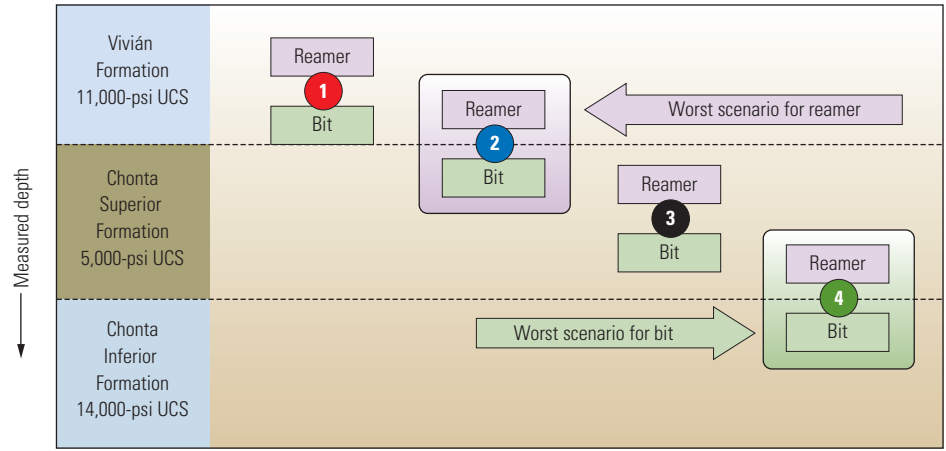 Measured depth
Vivián
Formation
11,000-psi UCS
Chonta
Superior
Formation
5,000-psi UCS
Chonta
Inferior
Formation
14,000-psi UCS
Reamer
1
Bit
Reamer
2
Bit
Worst scenario for reamer
Reamer
3
Bit
Reamer
4
Bit
Worst scenario for bit